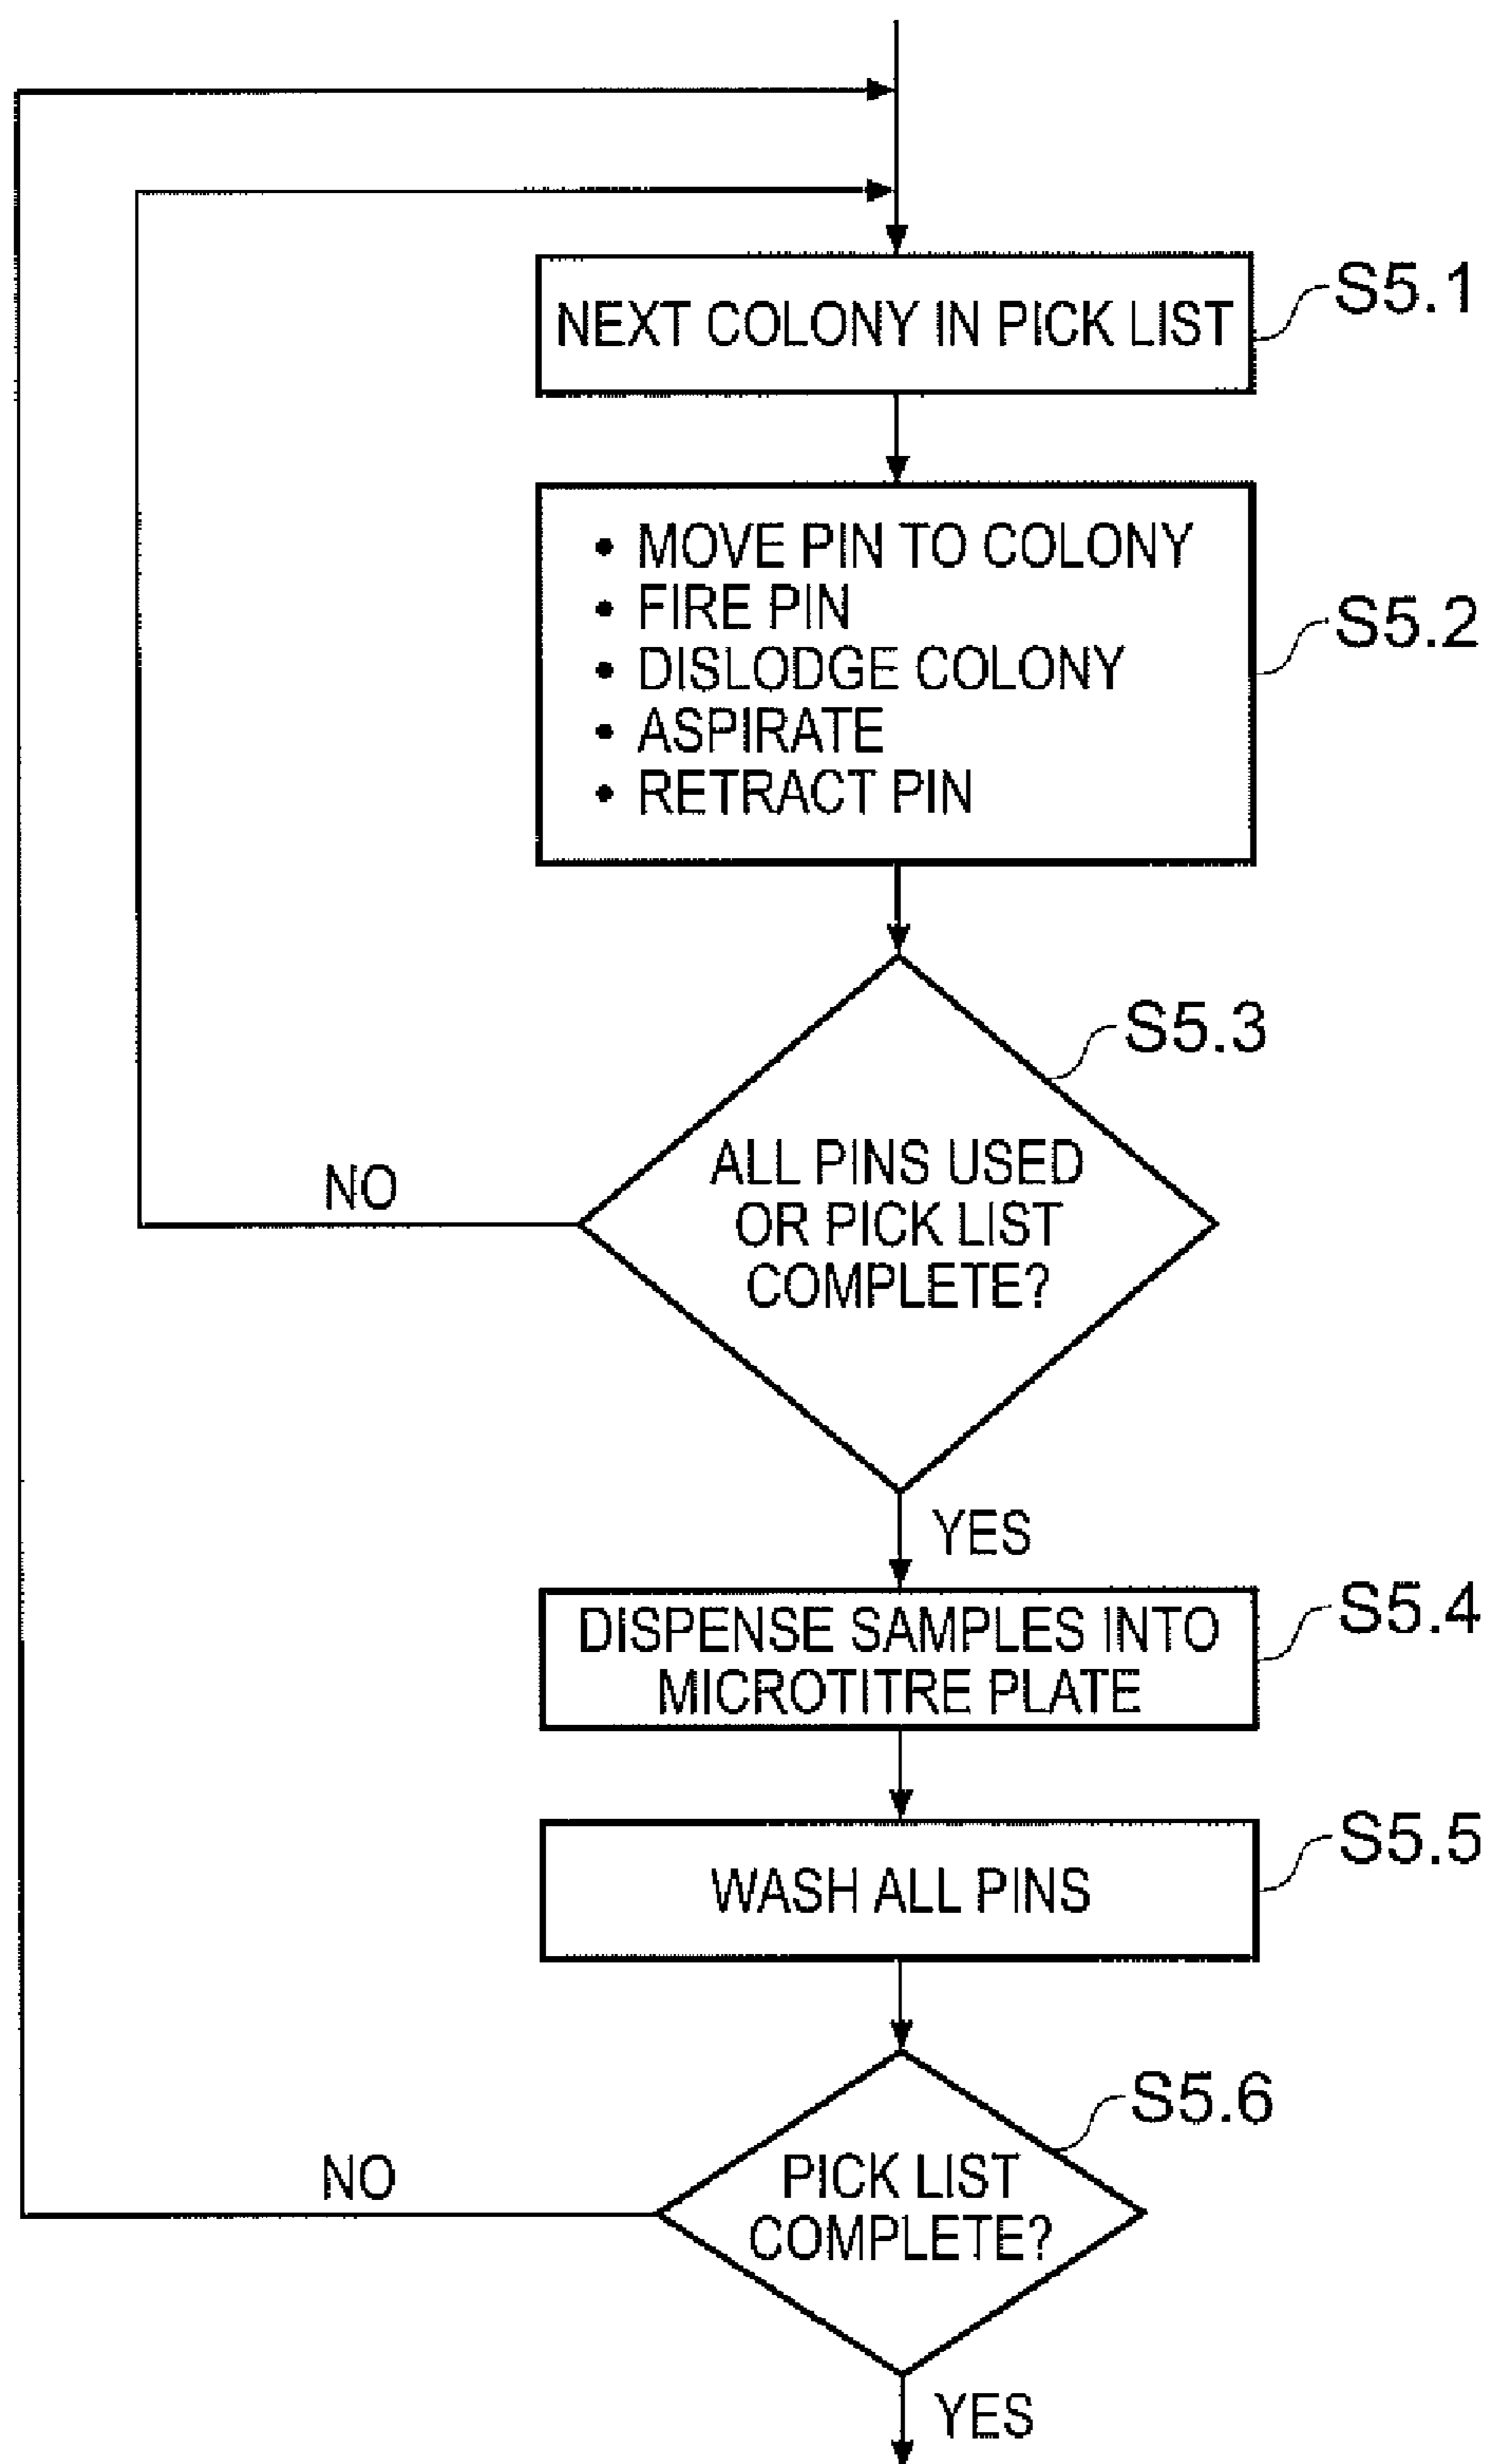 NEXT COLONY IN PICK LIST
S5.1
• MOVE PIN TO COLONY
• FIRE PIN
• DISLODGE COLONY
• ASPIRATE
• RETRACT PIN
S5.2
S5.3
ALL PINS USED
OR PICK LIST
COMPLETE?
NO
YES
DISPENSE SAMPLES INTO
MICROTITRE PLATE
S5.4
WASH ALL PINS
S5.5
S5.6
PICK LIST
COMPLETE?
NO
YES